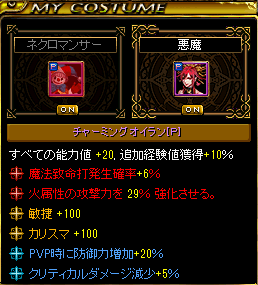 MY COSTUME
ネクロマンサー
悪魔
P
P
ON
ON
チャーミングオイラン[P]
すべての能力値 +20, 追加経験値獲得+10%
魔法致命打発生確率+6%
火属性の攻撃力を 29% 強化させる。
敏捷 +100
カリスマ +100
PVP時に防御力増加+20%
クリティカルダメージ減少+5%